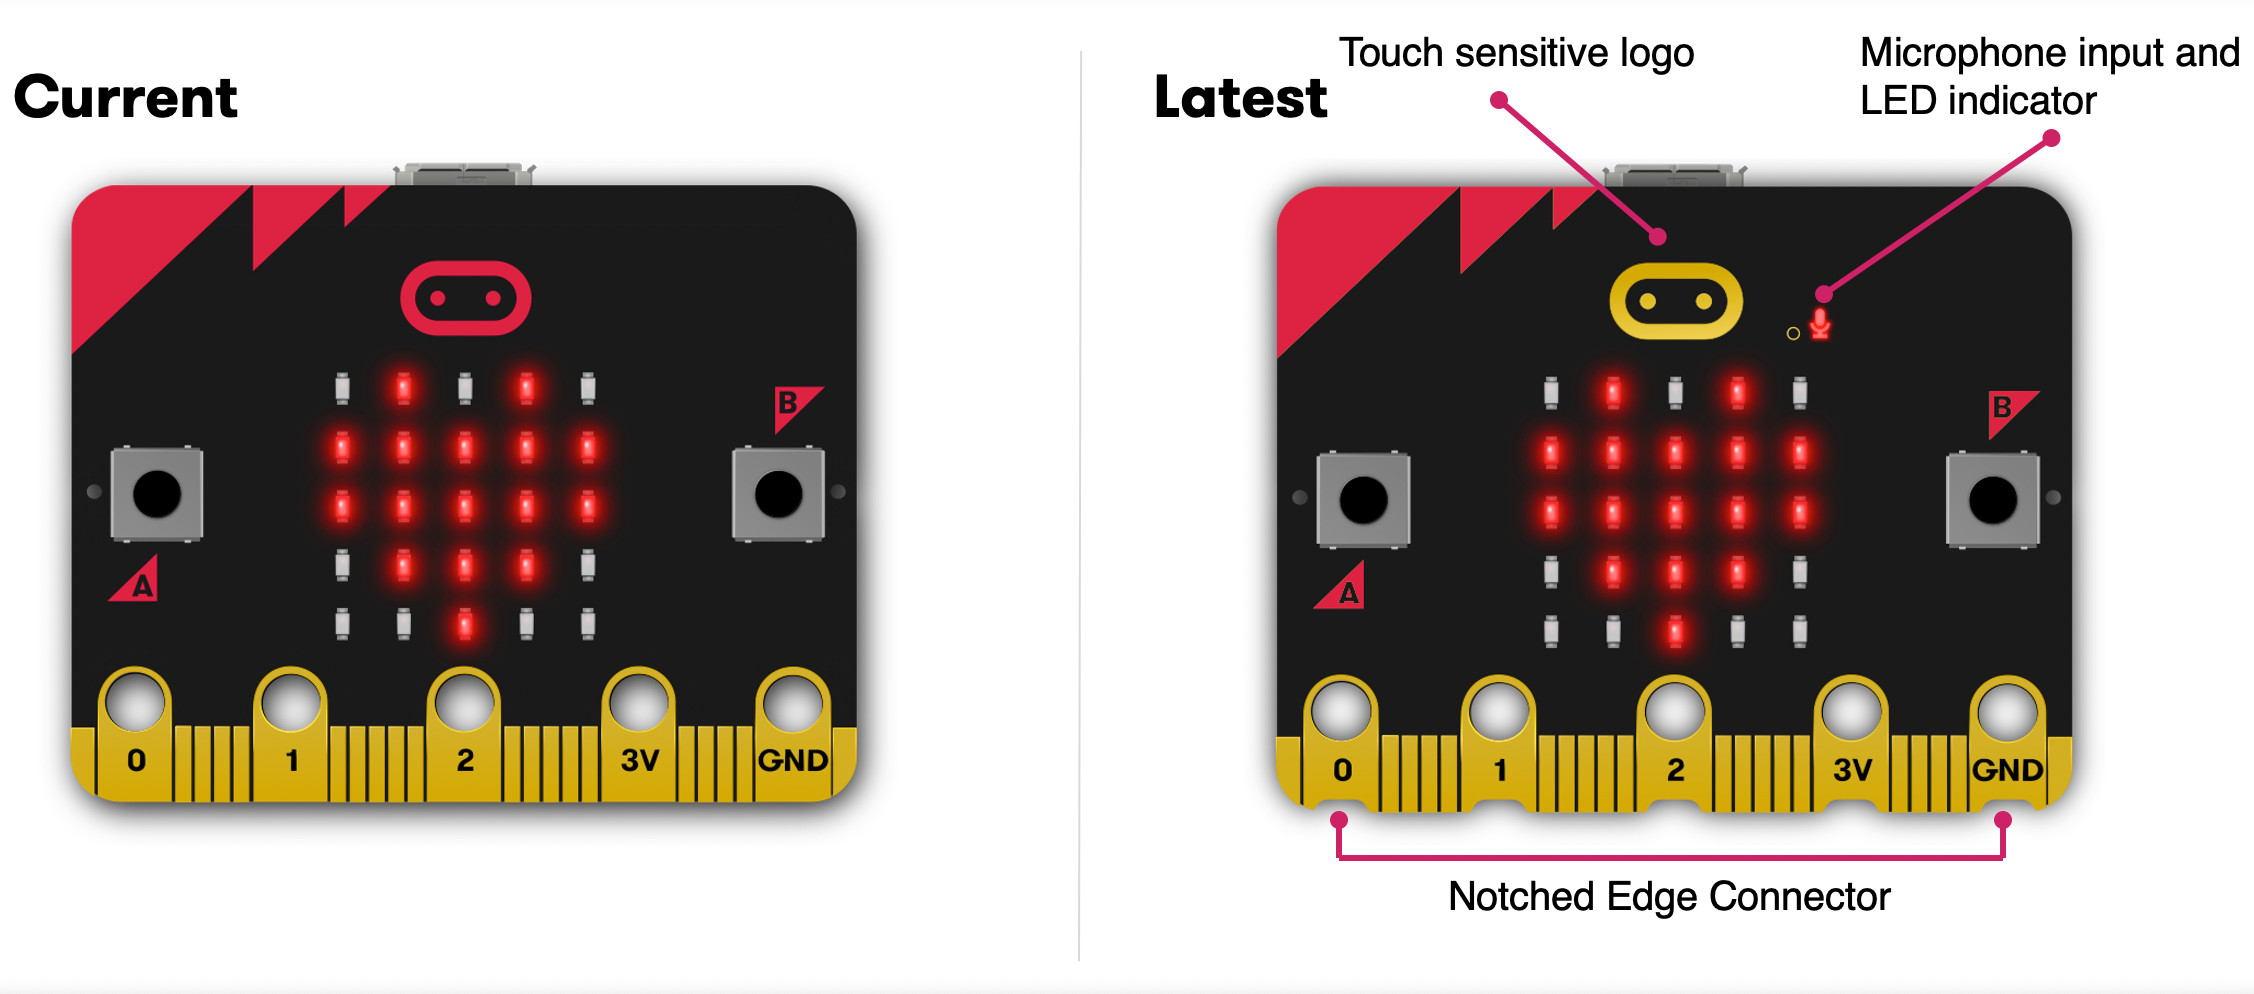 Current
B
A
0 1 2 3V GND
Latest
Touch sensitive logo
Microphone input and
LED indicator
B
A
0 1 2 3V GND
Notched Edge Connector